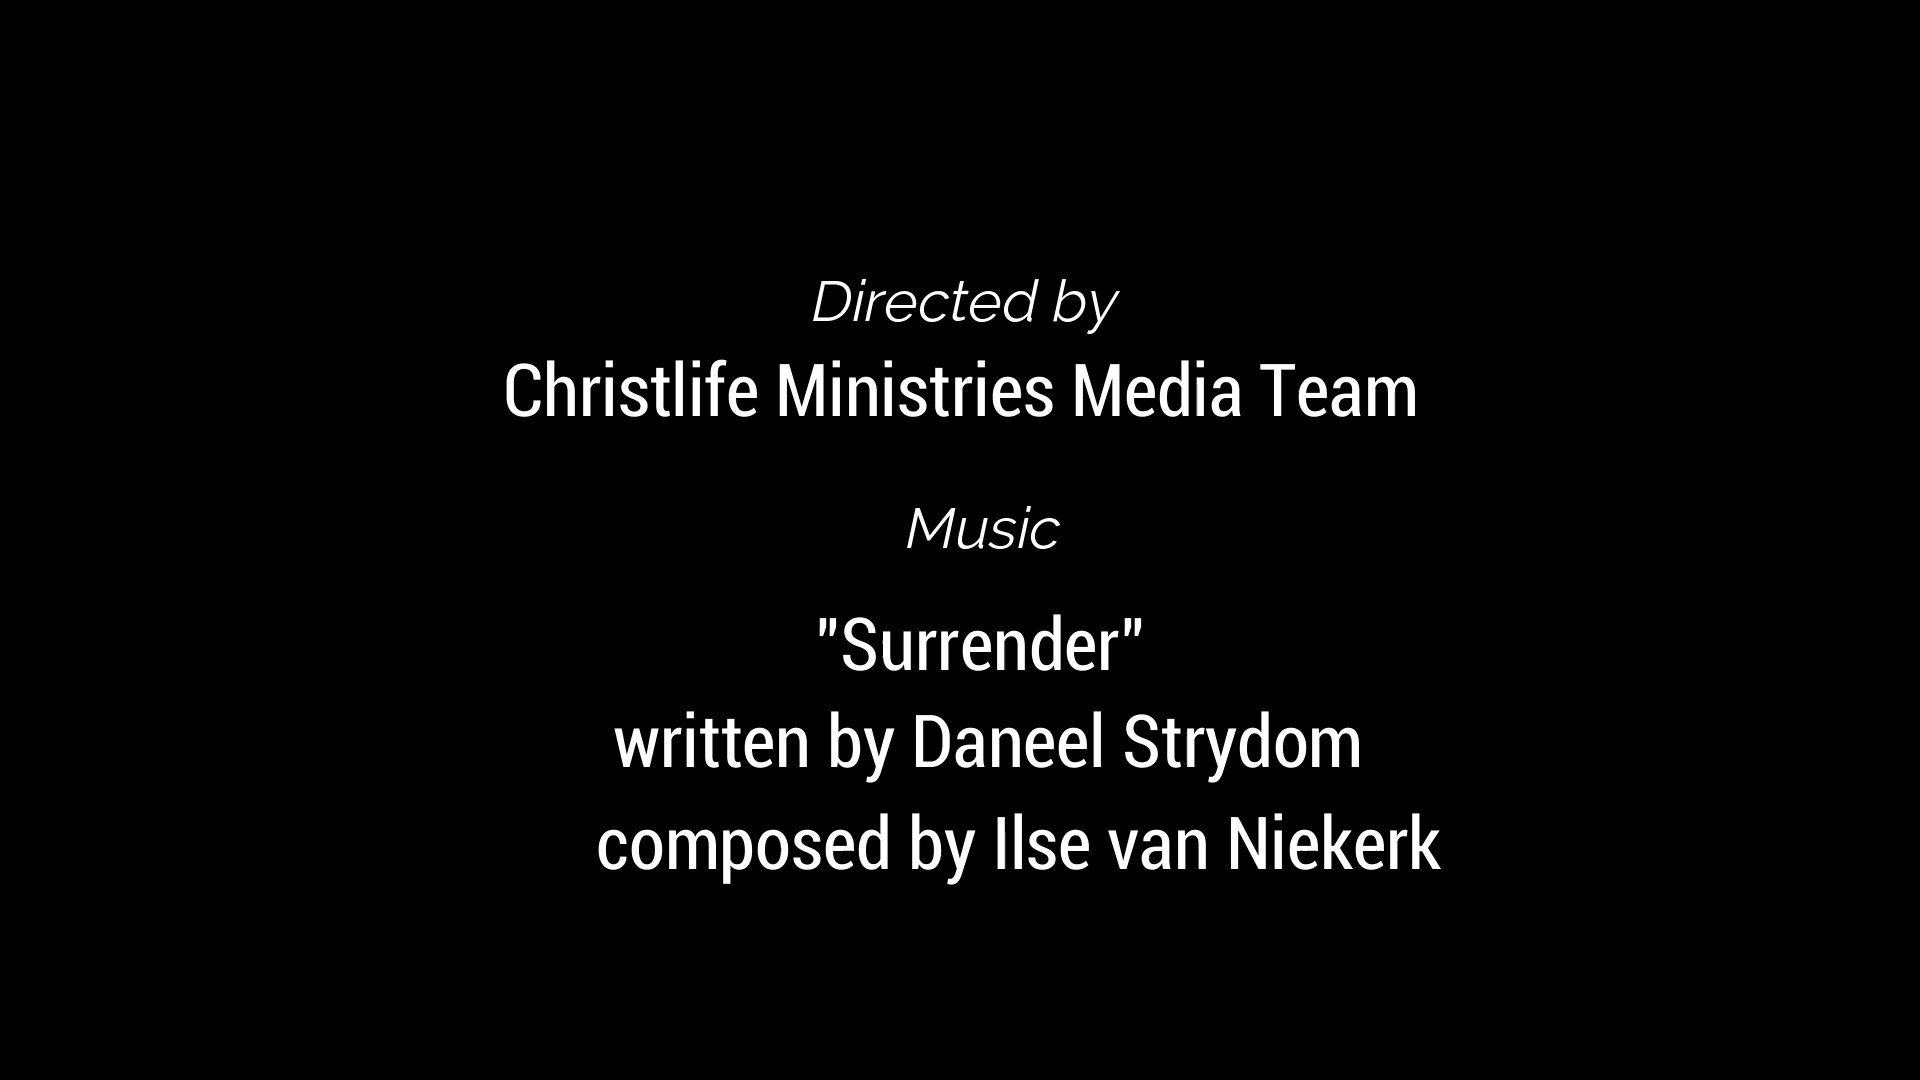 Directed by
Christlife Ministries Media Team
Music
"Surrender"
written by Daneel Strydom
composed by Ilse van Niekerk